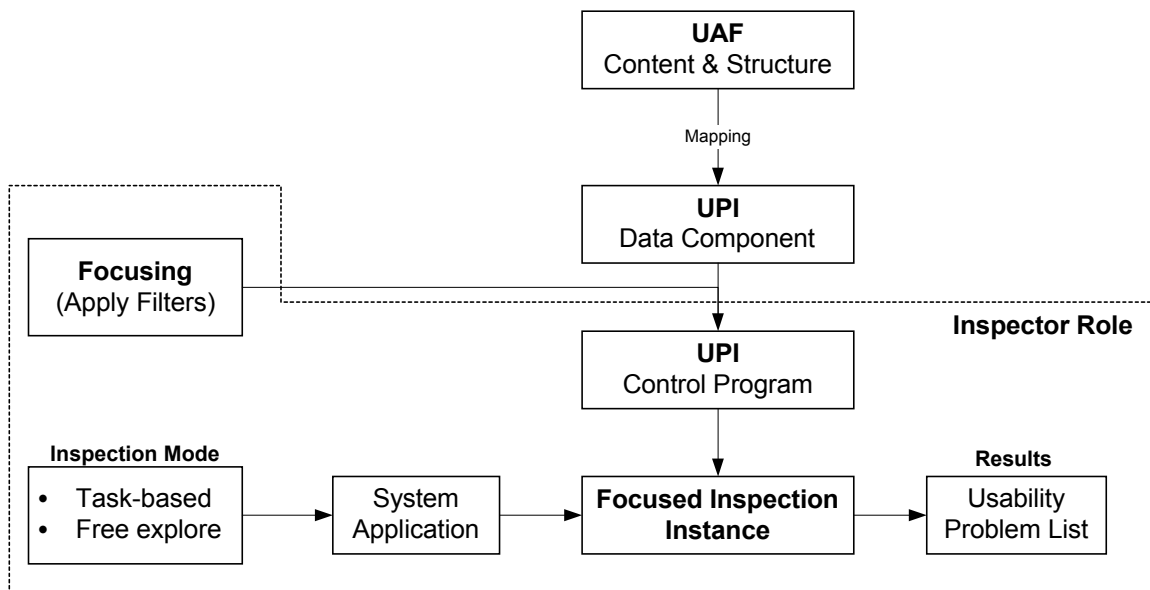 UAF
Content & Structure
Mapping
UPI
Data Component
Focusing
(Apply Filters)
Inspector Role
UPI
Control Program
Inspection Mode
• Task-based
• Free explore
System
Application
Focused Inspection
Instance
Results
Usability
Problem List